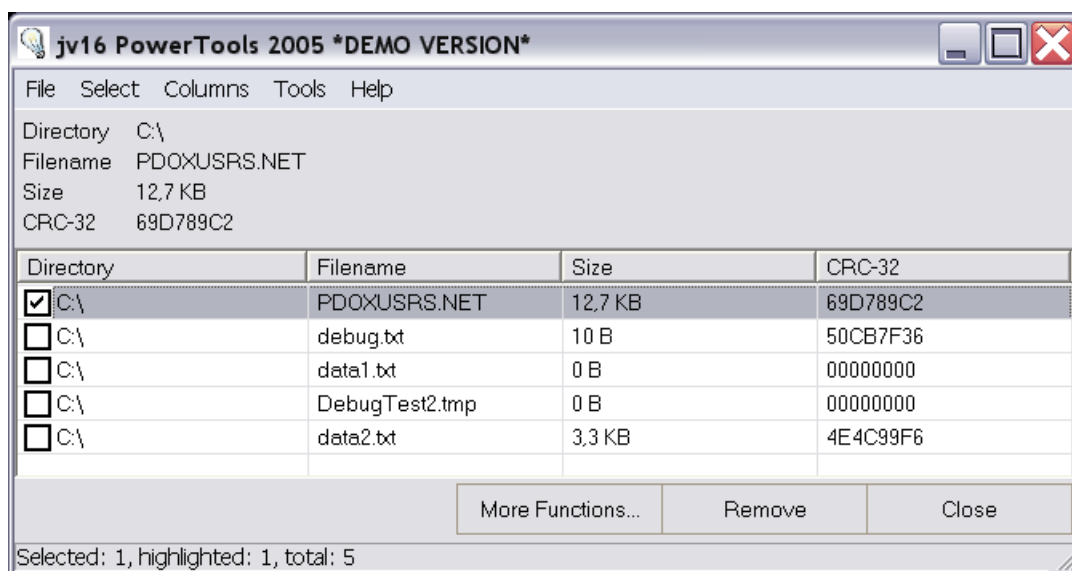 jv16 PowerTools 2005 *DEMO VERSION*
File Select Columns Tools Help
Directory C:\
Filename PDOXUSRS.NET
Size 12,7 KB
CRC-32 69D789C2
Directory Filename Size CRC-32
C:\ PDOXUSRS.NET 12,7 KB 69D789C2
C:\ debug.txt 10 B 50CB7F36
C:\ data1.txt 0 B 00000000
C:\ DebugTest2.tmp 0 B 00000000
C:\ data2.txt 3,3 KB 4E4C99F6
More Functions... Remove Close
Selected: 1, highlighted: 1, total: 5